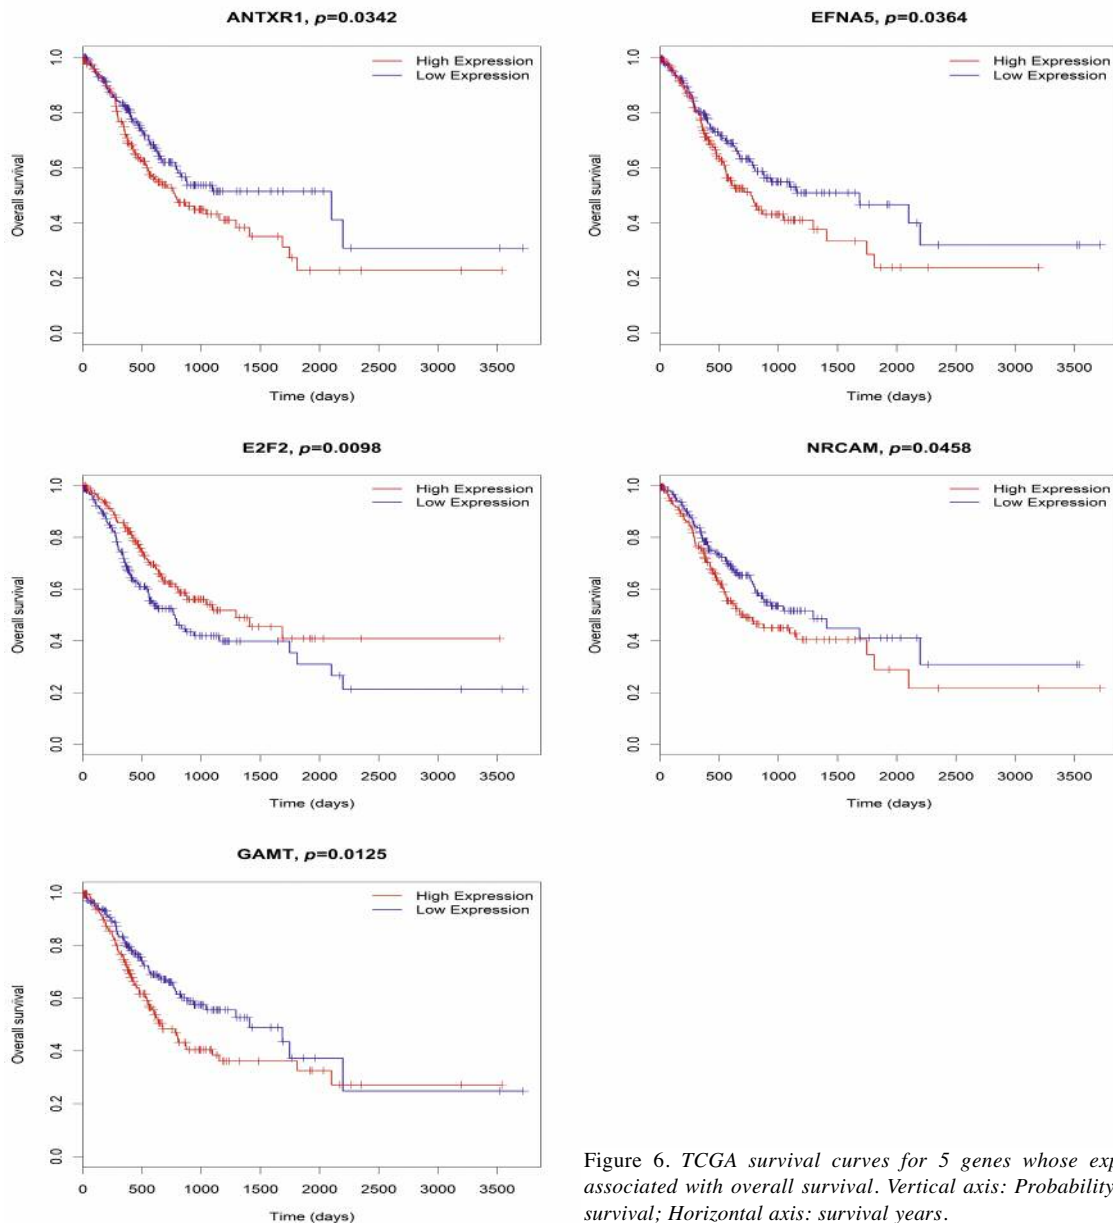 ANTXR1, p=0.0342
High Expression
Low Expression
Overall survival
0.0 0.2 0.4 0.6 0.8 1.0
0 500 1000 1500 2000 2500 3000 3500
Time (days)
EFNA5, p=0.0364
High Expression
Low Expression
Overall survival
0.0 0.2 0.4 0.6 0.8 1.0
0 500 1000 1500 2000 2500 3000 3500
Time (days)
E2F2, p=0.0098
High Expression
Low Expression
Overall survival
0.0 0.2 0.4 0.6 0.8 1.0
0 500 1000 1500 2000 2500 3000 3500
Time (days)
NRCAM, p=0.0458
High Expression
Low Expression
Overall survival
0.0 0.2 0.4 0.6 0.8 1.0
0 500 1000 1500 2000 2500 3000 3500
Time (days)
GAMT, p=0.0125
High Expression
Low Expression
Overall survival
0.0 0.2 0.4 0.6 0.8 1.0
0 500 1000 1500 2000 2500 3000 3500
Time (days)
Figure 6. TCGA survival curves for 5 genes whose exp
associated with overall survival. Vertical axis: Probability
survival; Horizontal axis: survival years.